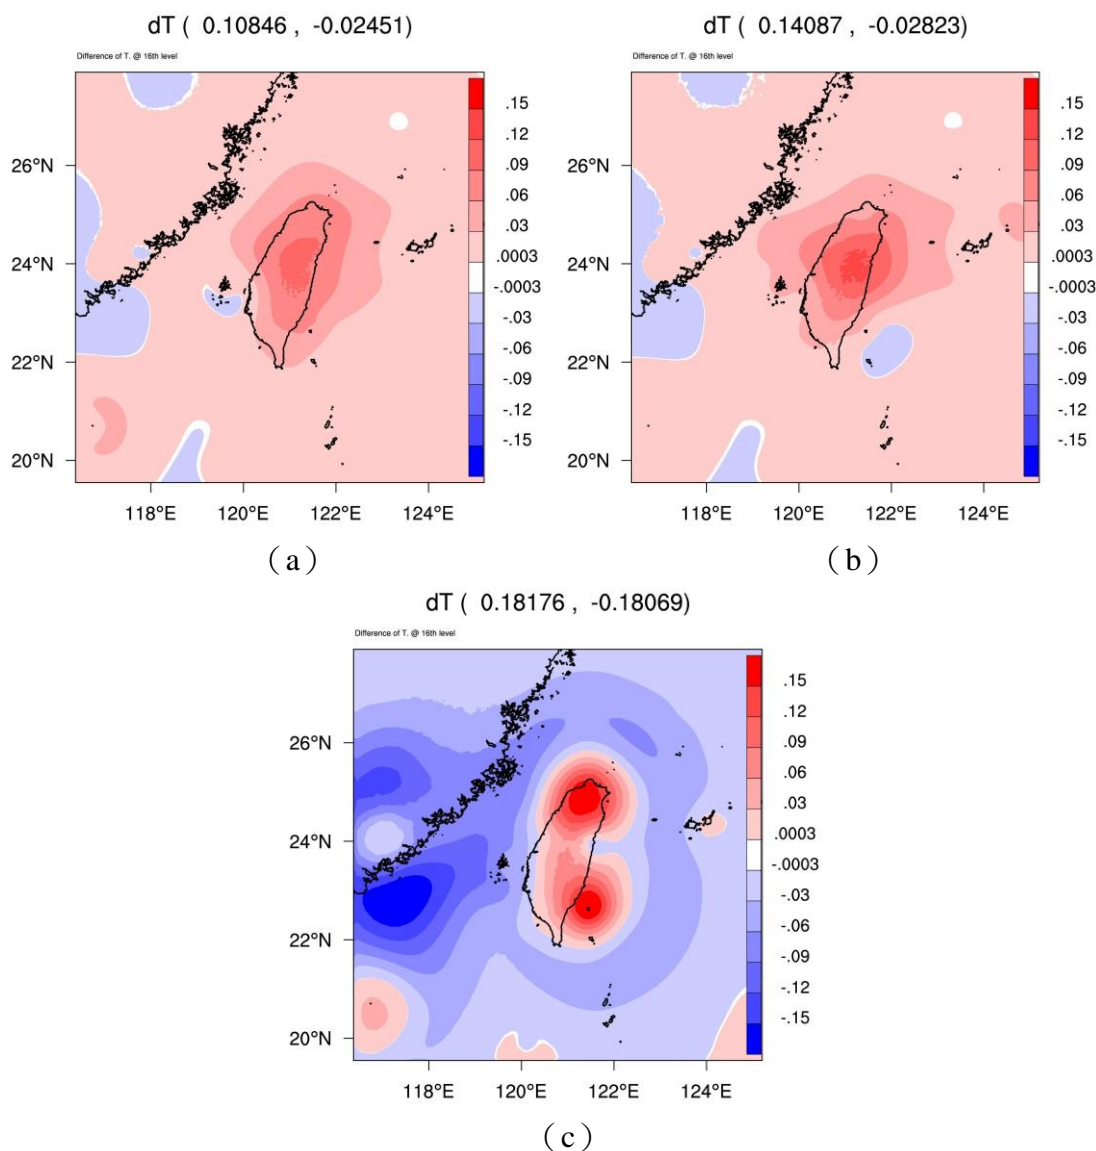 dT ( 0.10846 , -0.02451)
Difference of T. @ 16th level
.15
.12
.09
.06
.03
.0003
-.0003
-.03
-.06
-.09
-.12
-.15
26°N
24°N
22°N
20°N
118°E 120°E 122°E 124°E
（a）
dT ( 0.14087 , -0.02823)
Difference of T. @ 16th level
.15
.12
.09
.06
.03
.0003
-.0003
-.03
-.06
-.09
-.12
-.15
26°N
24°N
22°N
20°N
118°E 120°E 122°E 124°E
（b）
dT ( 0.18176 , -0.18069)
Difference of T. @ 16th level
.15
.12
.09
.06
.03
.0003
-.0003
-.03
-.06
-.09
-.12
-.15
26°N
24°N
22°N
20°N
118°E 120°E 122°E 124°E
（c）